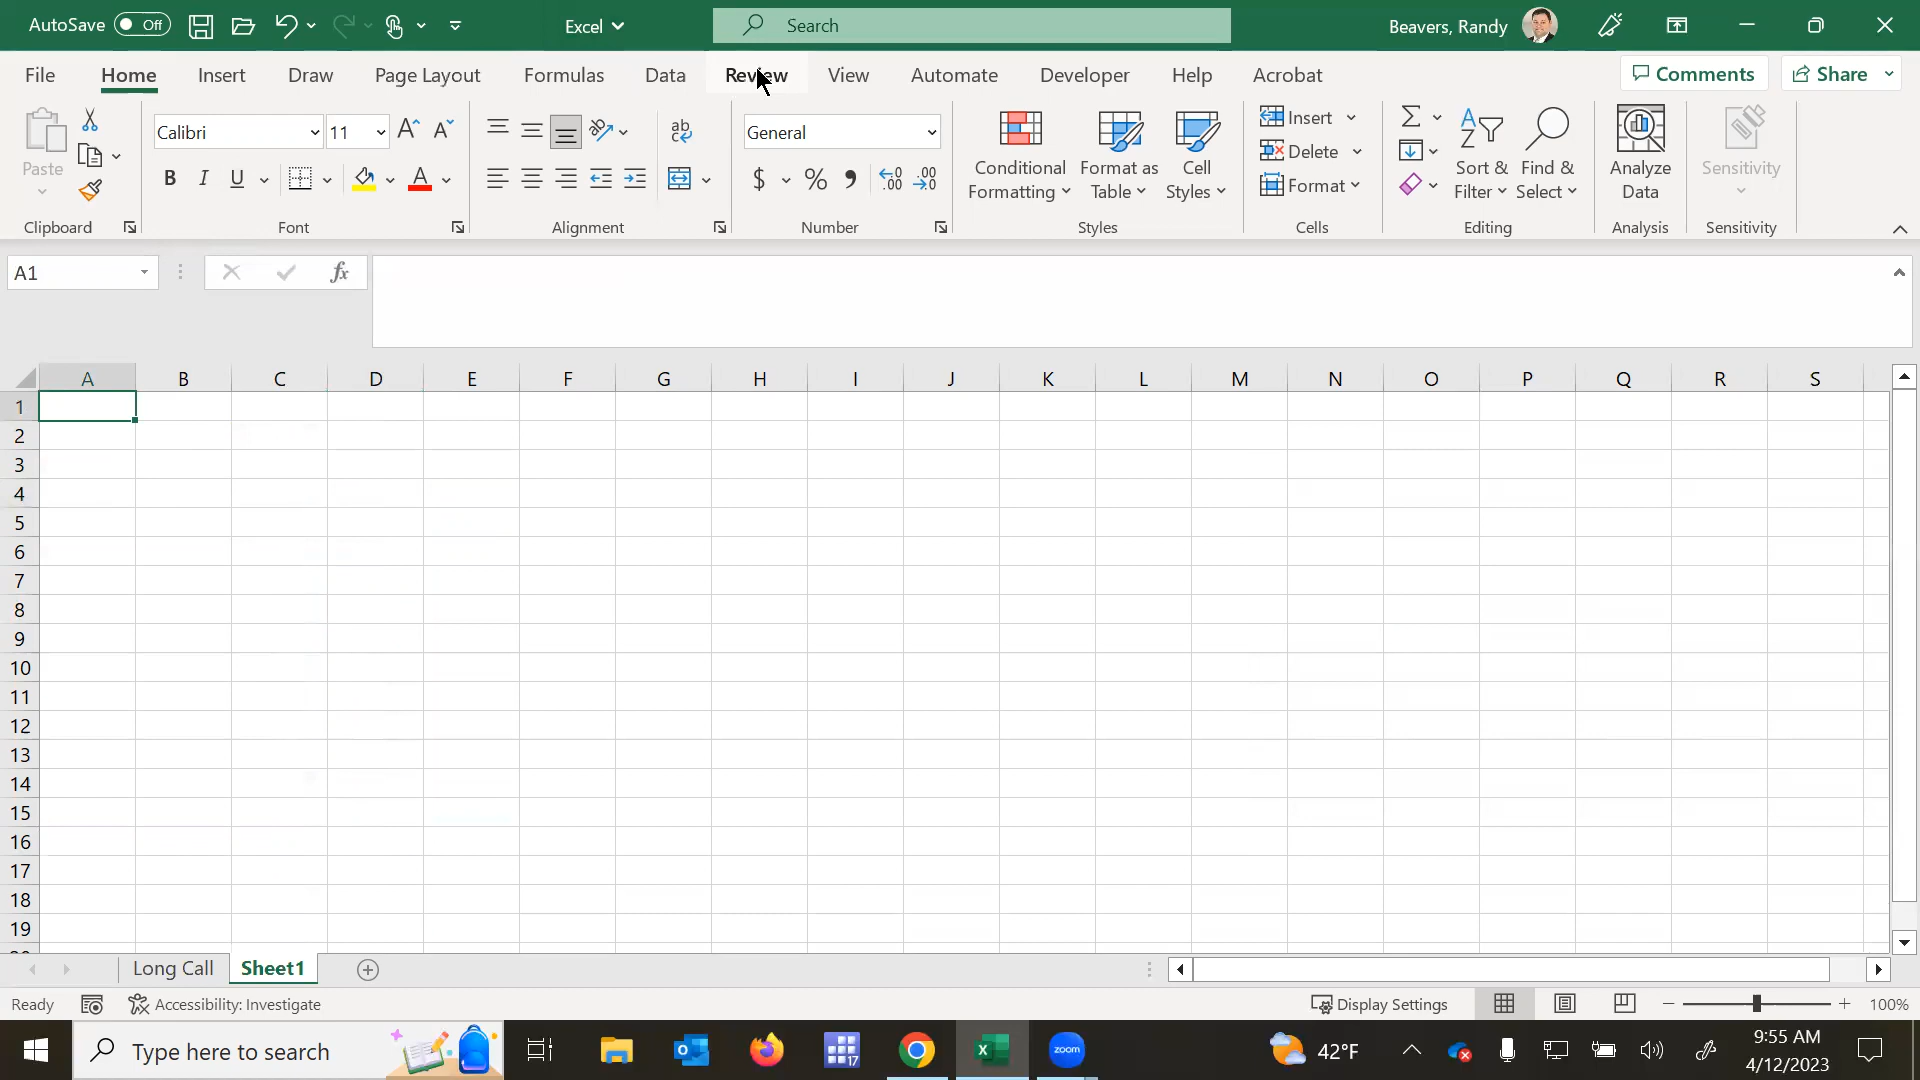 AutoSave Off Excel Search Beavers, Randy
File Home Insert Draw Page Layout Formulas Data Review View Automate Developer Help Acrobat Comments Share
Paste Calibri 11 General Conditional Formatting Format as Table Cell Styles Insert Delete Format Sort & Filter Find & Select Analyze Data Sensitivity
Clipboard Font Alignment Number Styles Cells Editing Analysis Sensitivity
A1 fx
A B C D E F G H I J K L M N O P Q R S
1
2
3
4
5
6
7
8
9
10
11
12
13
14
15
16
17
18
19
Long Call Sheet1
Ready Accessibility: Investigate Display Settings 100%
Type here to search 17 zoom 42°F 9:55 AM
4/12/2023